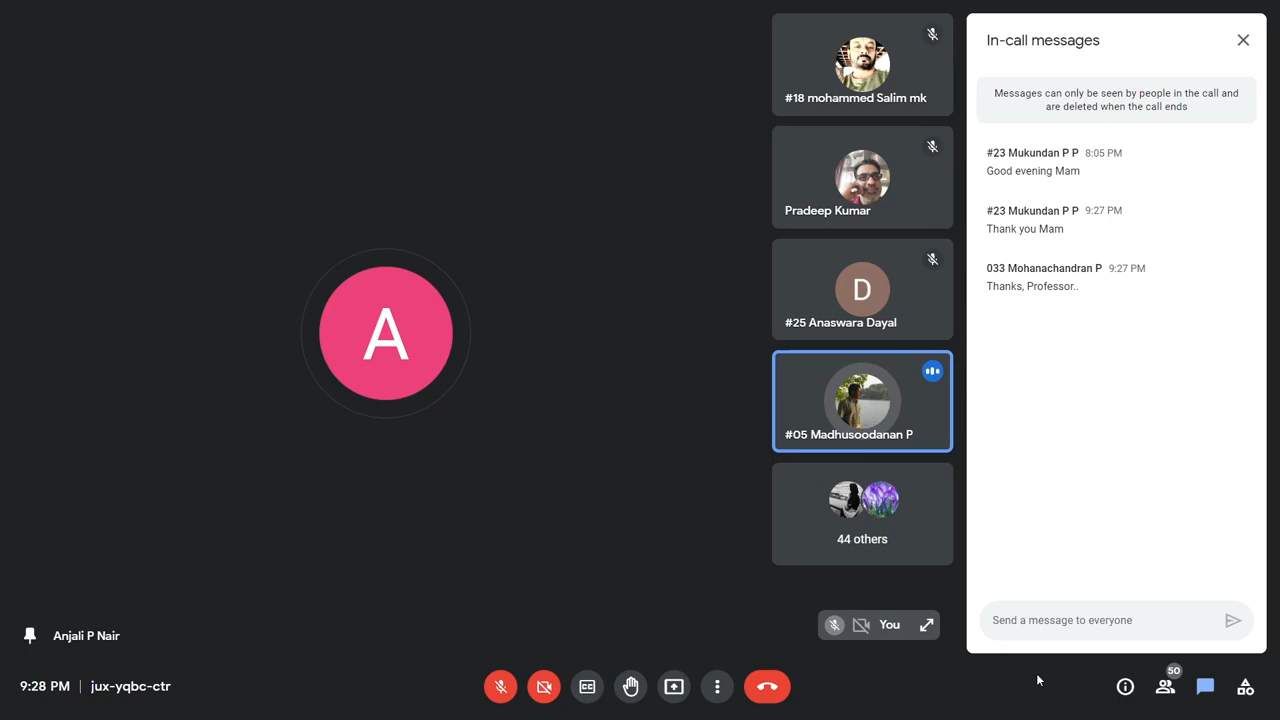 A
Anjali P Nair
#18 mohammed Salim mk
Pradeep Kumar
D
#25 Anaswara Dayal
#05 Madhusoodanan P
44 others
You
In-call messages
Messages can only be seen by people in the call and
are deleted when the call ends
#23 Mukundan P P 8:05 PM
Good evening Mam
#23 Mukundan P P 9:27 PM
Thank you Mam
033 Mohanachandran P 9:27 PM
Thanks, Professor..
Send a message to everyone
9:28 PM | jux-yqbc-ctr
50